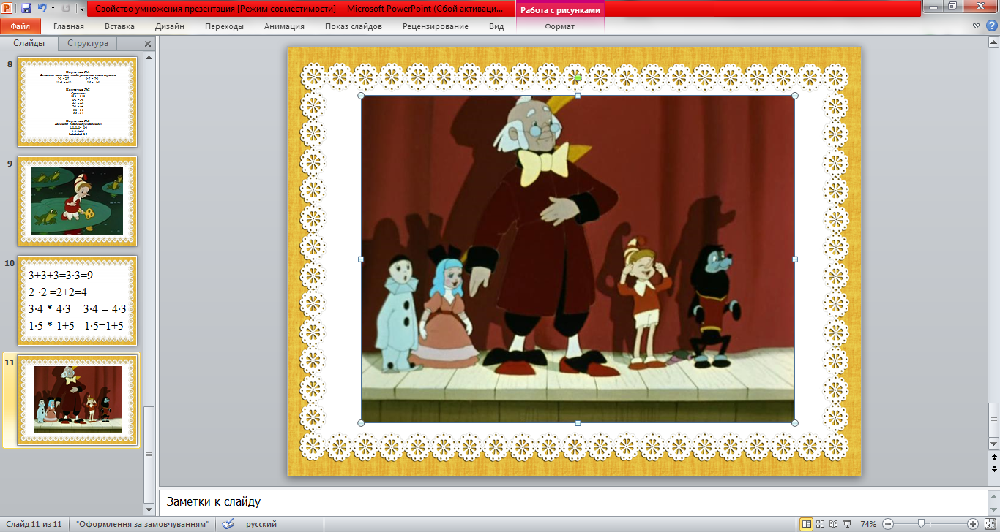 Свойство умножения презентация [Режим совместимости] - Microsoft PowerPoint (Сбой активаци...
Работа с рисунками
Файл Главная Вставка Дизайн Переходы Анимация Показ слайдов Рецензирование Вид Формат
Слайды Структура
8
9
10
3+3+3=3·3=9
2 ·2 =2+2=4
3·4 * 4·3 3·4 = 4·3
1·5 * 1+5 1·5=1+5
11
Заметки к слайду
Слайд 11 из 11 "Оформлення за замовчуванням" русский 74%